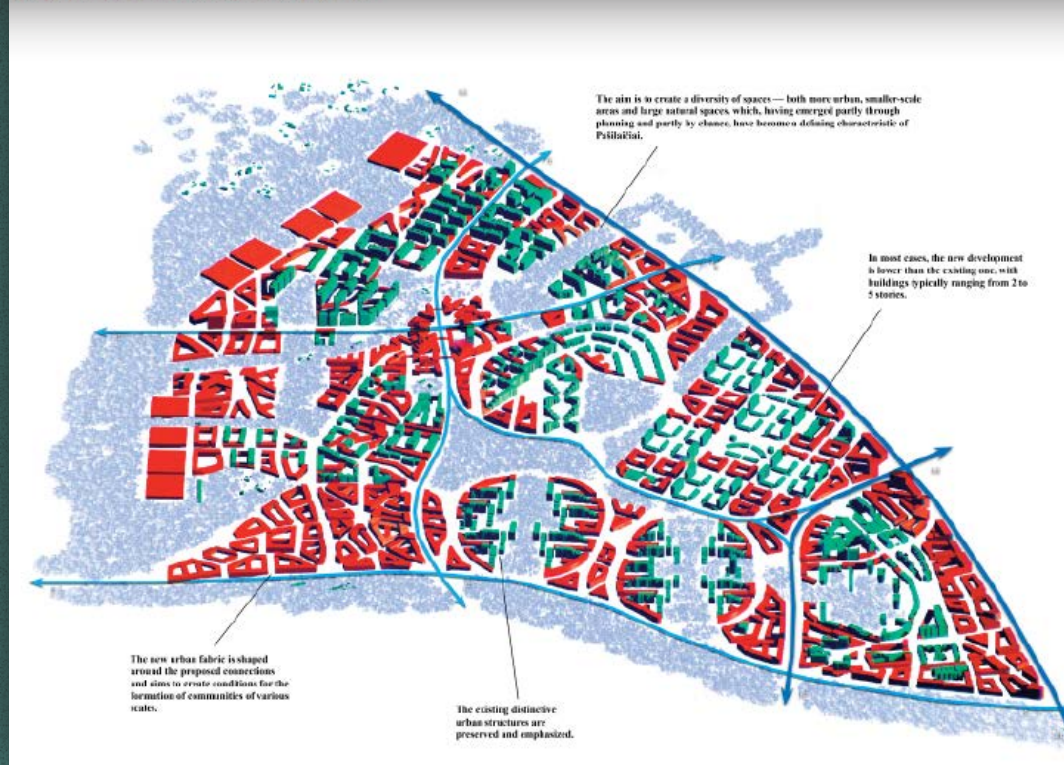 The aim is to create a diversity of spaces — both more urban, smaller-scale
areas and large natural spaces, which, having emerged partly through
planning and partly by chance, have become a defining characteristic of
Pašilaičiai.
In most cases, the new development
is lower than the existing one, with
buildings typically ranging from 2 to
5 stories.
The new urban fabric is shaped
around the proposed connections
and aims to create conditions for the
formation of communities of various
scales.
The existing distinctive
urban structures are
preserved and emphasized.